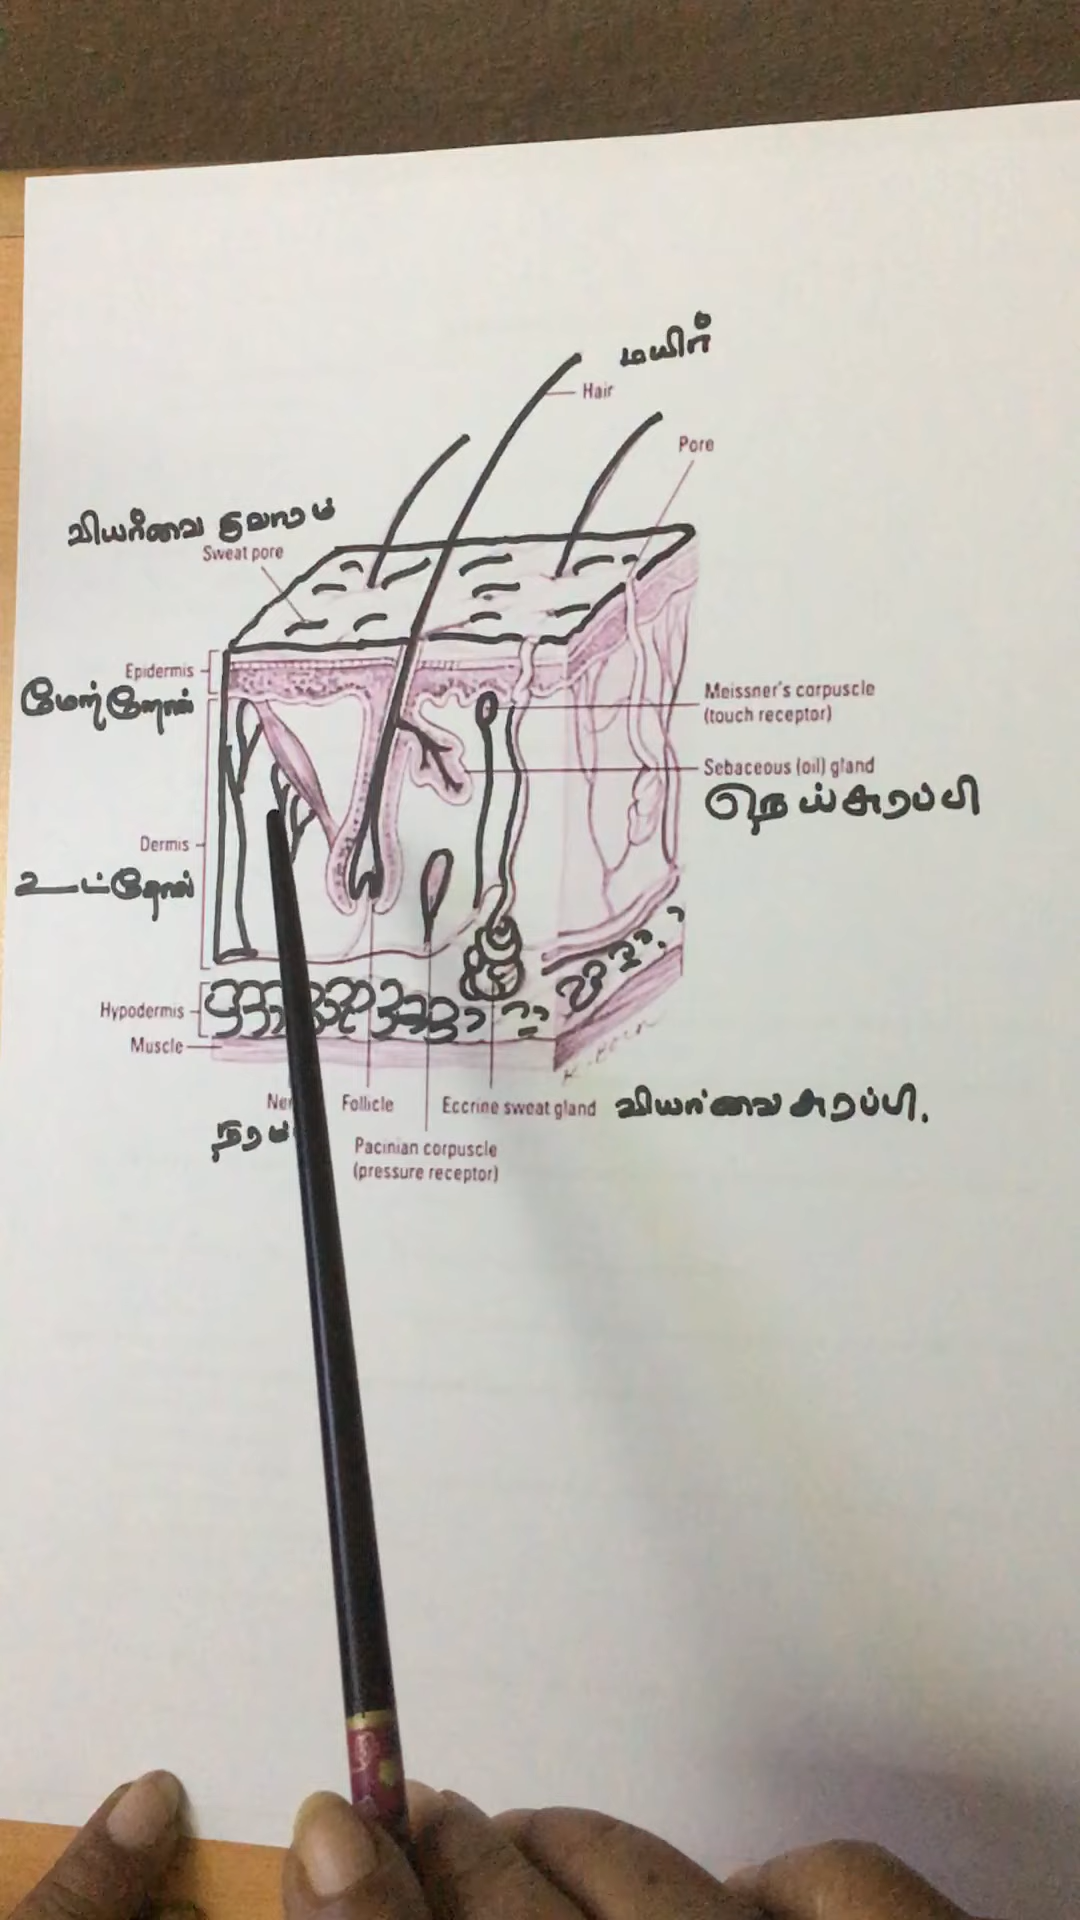 மயிர்
Hair
Pore
வியர்வை துவாரம்
Sweat pore
Epidermis
மேற்றோல்
Meissner's corpuscle
(touch receptor)
Sebaceous (oil) gland
நெய்சுரப்பி
Dermis
உட்தோல்
Hypodermis
Muscle
Follicle
Eccrine sweat gland வியர்வை சுரப்பி.
Pacinian corpuscle
(pressure receptor)